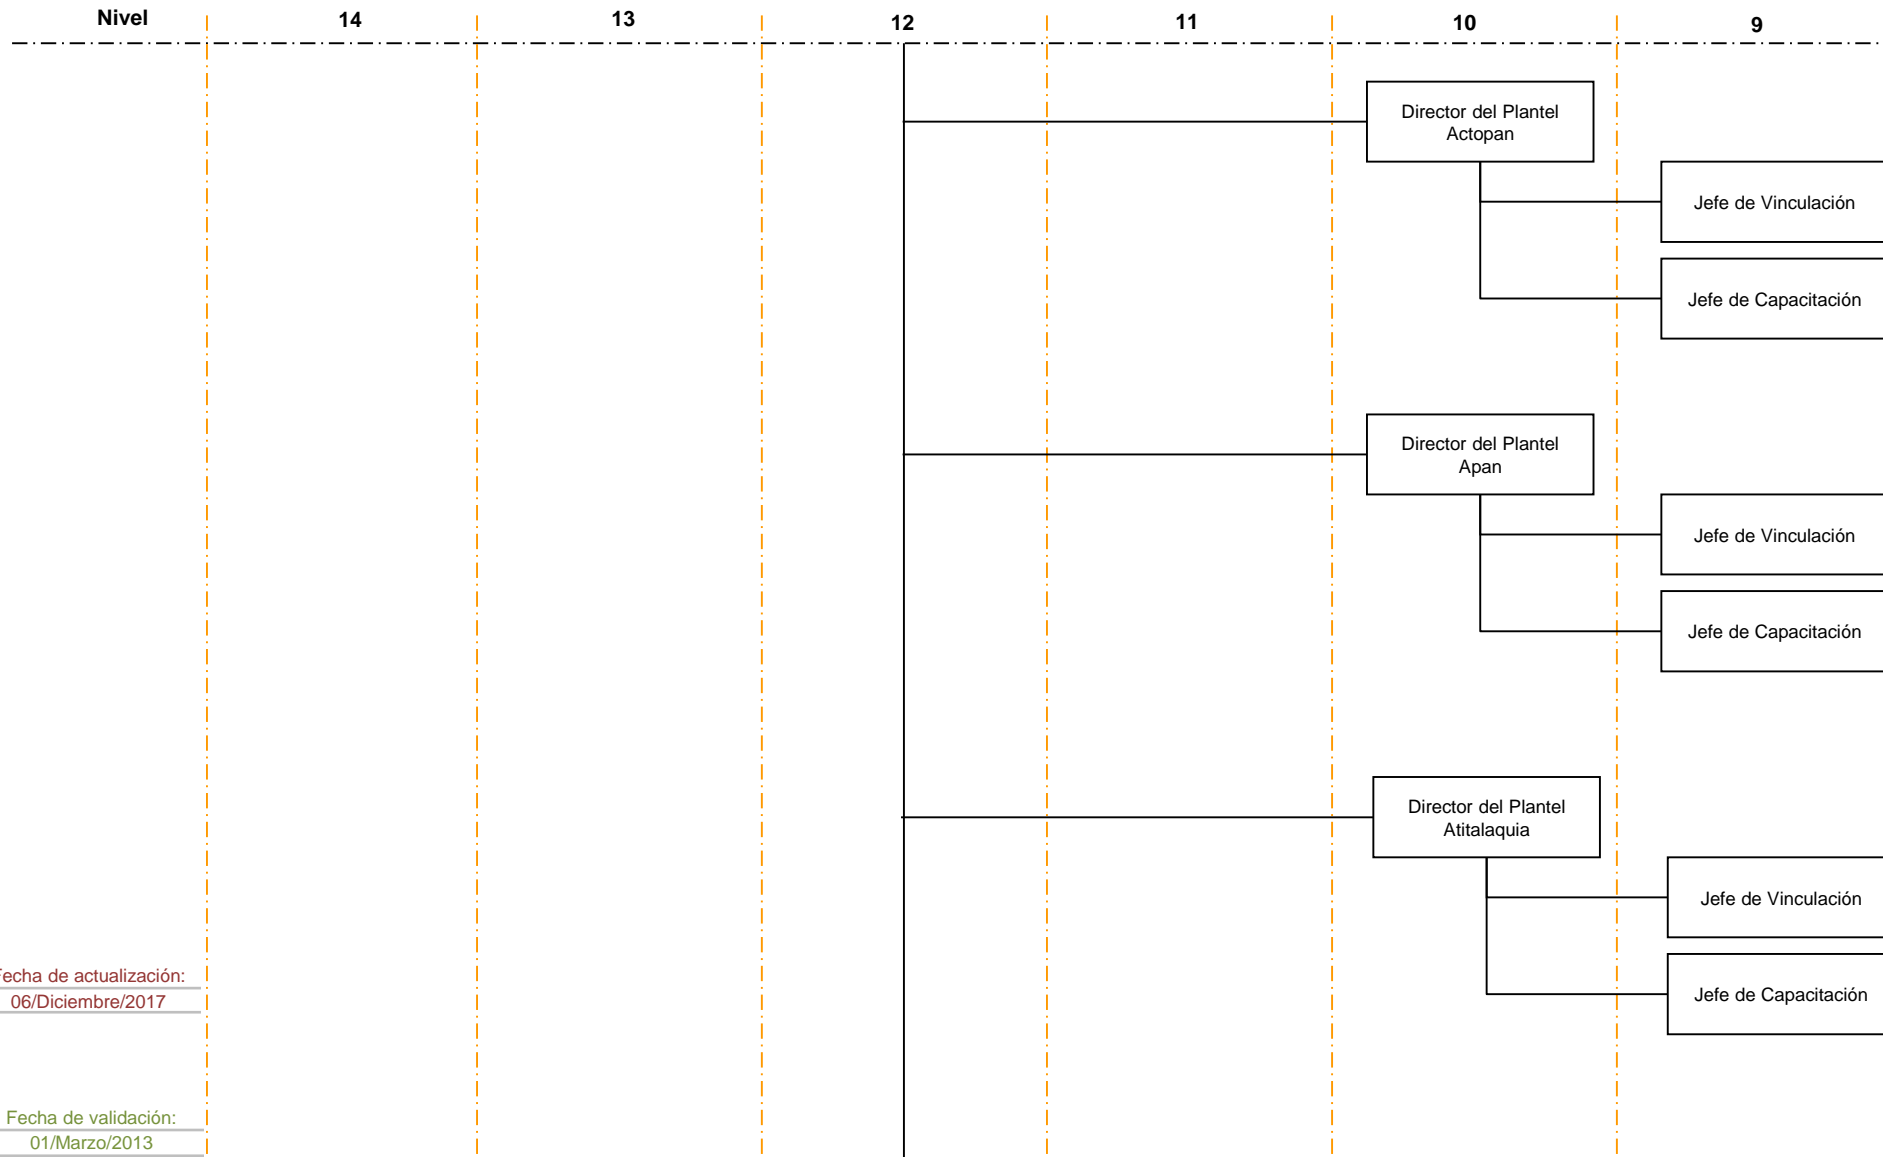 Nivel 14 13 12 11 10 9
Director del Plantel
Actopan
Jefe de Vinculación
Jefe de Capacitación
Director del Plantel
Apan
Jefe de Vinculación
Jefe de Capacitación
Director del Plantel
Atitalaquia
Jefe de Vinculación
Jefe de Capacitación
Fecha de actualización:
06/Diciembre/2017
Fecha de validación:
01/Marzo/2013